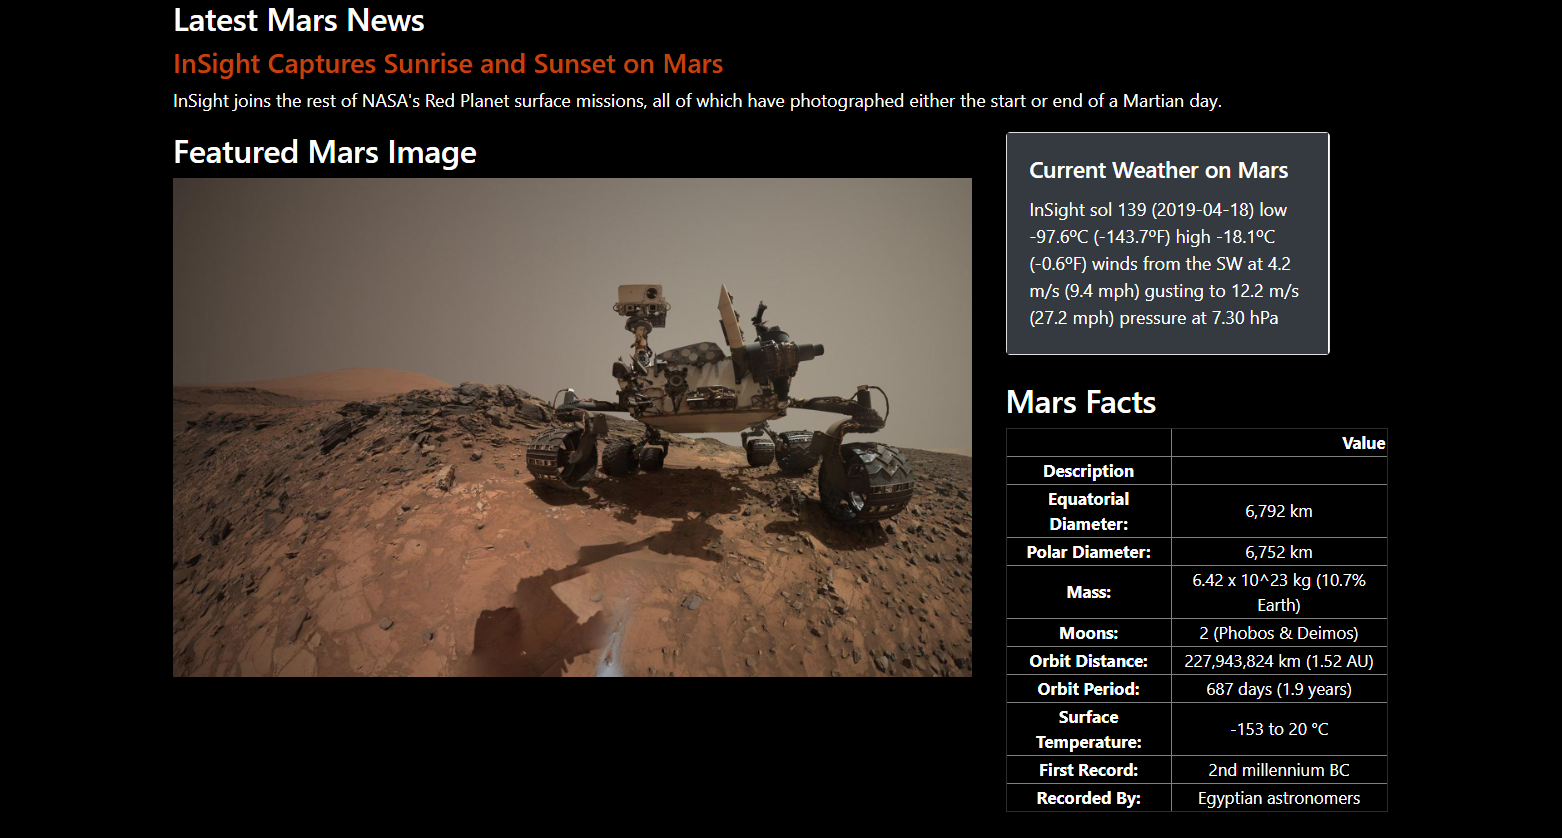 Latest Mars News
InSight Captures Sunrise and Sunset on Mars
InSight joins the rest of NASA's Red Planet surface missions, all of which have photographed either the start or end of a Martian day.
Featured Mars Image
Current Weather on Mars
InSight sol 139 (2019-04-18) low
-97.6ºC (-143.7ºF) high -18.1ºC
(-0.6ºF) winds from the SW at 4.2
m/s (9.4 mph) gusting to 12.2 m/s
(27.2 mph) pressure at 7.30 hPa
Mars Facts
Value
Description
Equatorial
Diameter:
6,792 km
Polar Diameter:
6,752 km
Mass:
6.42 x 10^23 kg (10.7%
Earth)
Moons:
2 (Phobos & Deimos)
Orbit Distance:
227,943,824 km (1.52 AU)
Orbit Period:
687 days (1.9 years)
Surface
Temperature:
-153 to 20 °C
First Record:
2nd millennium BC
Recorded By:
Egyptian astronomers